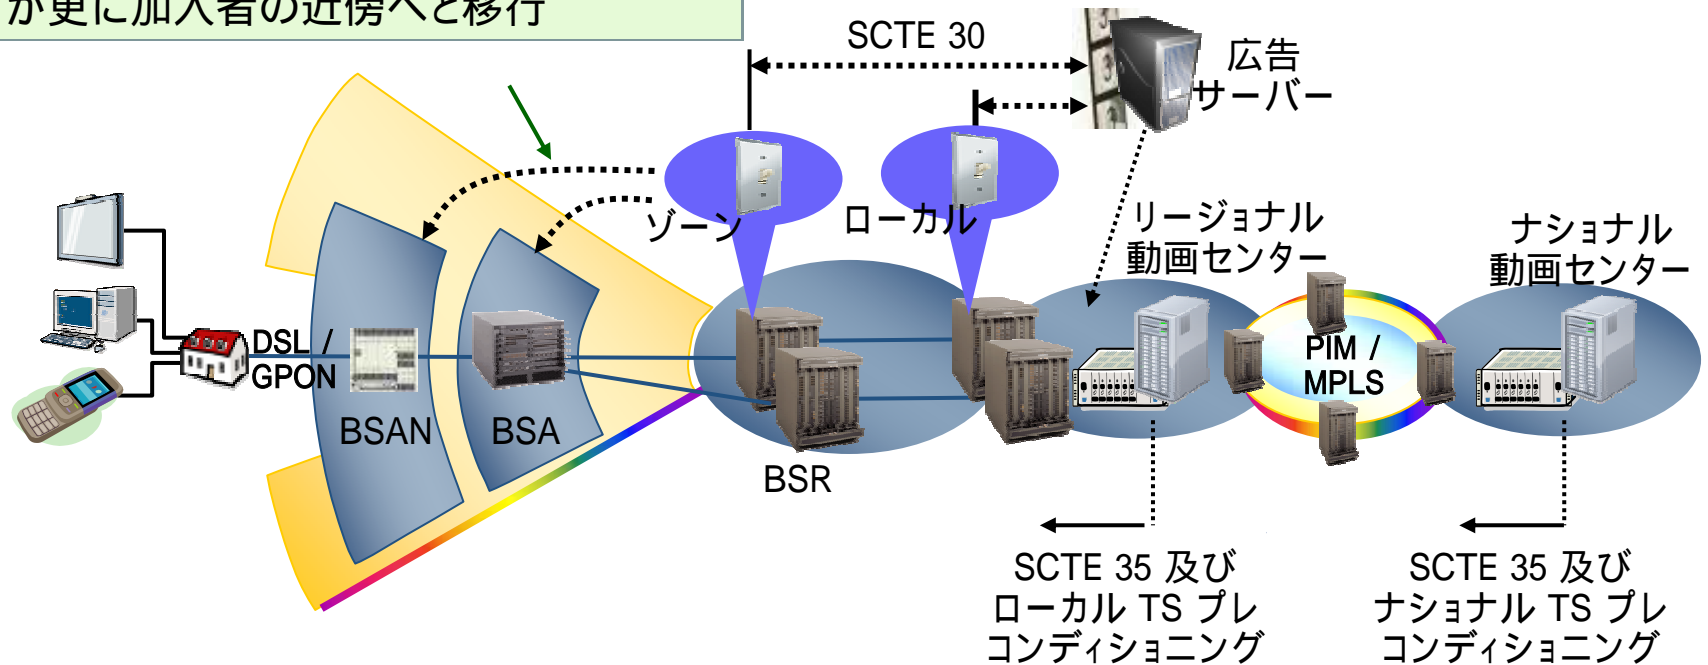 が更に加入者の近傍へと移行
SCTE 30
広告
サーバー
ゾーン
ローカル
リージョナル
動画センター
ナショナル
動画センター
DSL /
GPON
PIM /
MPLS
BSAN
BSA
BSR
SCTE 35 及び
ローカル TS プレ
コンディショニング
SCTE 35 及び
ナショナル TS プレ
コンディショニング